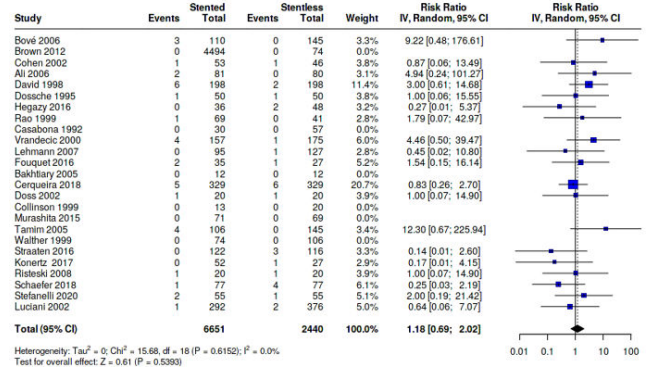 Stented Stentless Risk Ratio Risk Ratio
Study Events Total Events Total Weight IV, Random, 95% CI IV, Random, 95% CI
Bové 2006 3 110 0 145 3.3% 9.22 [0.48; 176.61]
Brown 2012 0 4494 0 74 0.0%
Cohen 2002 1 53 1 46 3.8% 0.87 [0.06; 13.49]
Ali 2006 2 81 0 80 3.2% 4.94 [0.24; 101.27]
David 1998 6 198 2 198 11.4% 3.00 [0.61; 14.68]
Dossche 1995 1 50 1 50 3.8% 1.00 [0.06; 15.55]
Hegazy 2016 0 36 2 48 3.2% 0.27 [0.01; 5.37]
Rao 1999 1 69 0 41 2.9% 1.79 [0.07; 42.97]
Casabona 1992 0 30 0 57 0.0%
Vrandecic 2000 4 157 1 175 6.0% 4.46 [0.50; 39.47]
Lehmann 2007 0 95 1 127 2.9% 0.45 [0.02; 10.80]
Fouquet 2016 2 35 1 27 5.2% 1.54 [0.15; 16.14]
Bakhtiary 2005 0 12 0 12 0.0%
Cerqueira 2018 5 329 6 329 20.7% 0.83 [0.26; 2.70]
Doss 2002 1 20 1 20 4.0% 1.00 [0.07; 14.90]
Collinson 1999 0 13 0 20 0.0%
Murashita 2015 0 71 0 69 0.0%
Tamim 2005 4 106 0 145 3.4% 12.30 [0.67; 225.94]
Walther 1999 0 74 0 106 0.0%
Straaten 2016 0 122 3 116 3.4% 0.14 [0.01; 2.60]
Konertz 2017 0 52 1 27 2.9% 0.17 [0.01; 4.15]
Risteski 2008 1 20 1 20 4.0% 1.00 [0.07; 14.90]
Schaefer 2018 1 77 4 77 5.9% 0.25 [0.03; 2.19]
Stefanelli 2020 2 55 1 55 5.0% 2.00 [0.19; 21.42]
Luciani 2002 1 292 2 376 5.0% 0.64 [0.06; 7.07]
Total (95% CI) 6651 2440 100.0% 1.18 [0.69; 2.02]
Heterogeneity: Tau² = 0; Chi² = 15.68, df = 18 (P = 0.6152); I² = 0.0%
Test for overall effect: Z = 0.61 (P = 0.5393)
0.01 0.1 1 10 100